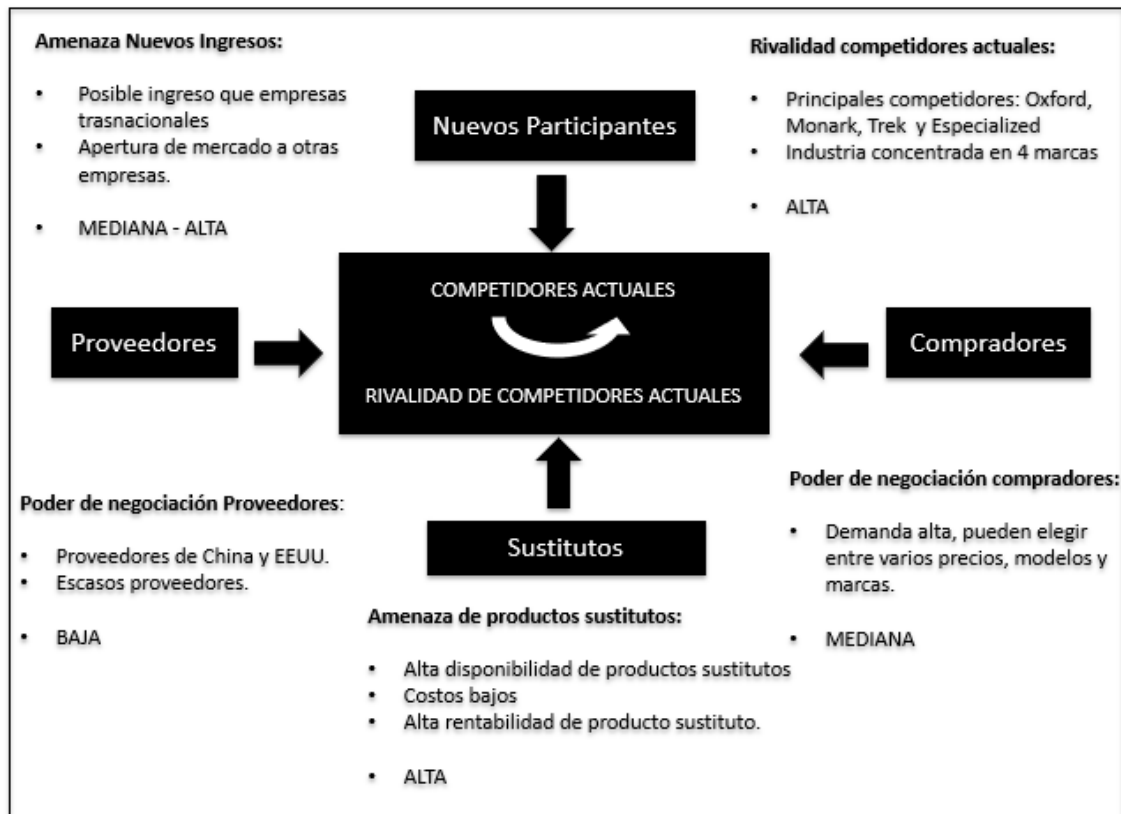 Amenaza Nuevos Ingresos:
• Posible ingreso que empresas
trasnacionales
• Apertura de mercado a otras
empresas.
• MEDIANA - ALTA
Nuevos Participantes
Rivalidad competidores actuales:
• Principales competidores: Oxford,
Monark, Trek y Especialized
• Industria concentrada en 4 marcas
• ALTA
Proveedores
COMPETIDORES ACTUALES
RIVALIDAD DE COMPETIDORES ACTUALES
Compradores
Poder de negociación Proveedores:
• Proveedores de China y EEUU.
• Escasos proveedores.
• BAJA
Sustitutos
Amenaza de productos sustitutos:
• Alta disponibilidad de productos sustitutos
• Costos bajos
• Alta rentabilidad de producto sustituto.
• ALTA
Poder de negociación compradores:
• Demanda alta, pueden elegir
entre varios precios, modelos y
marcas.
• MEDIANA